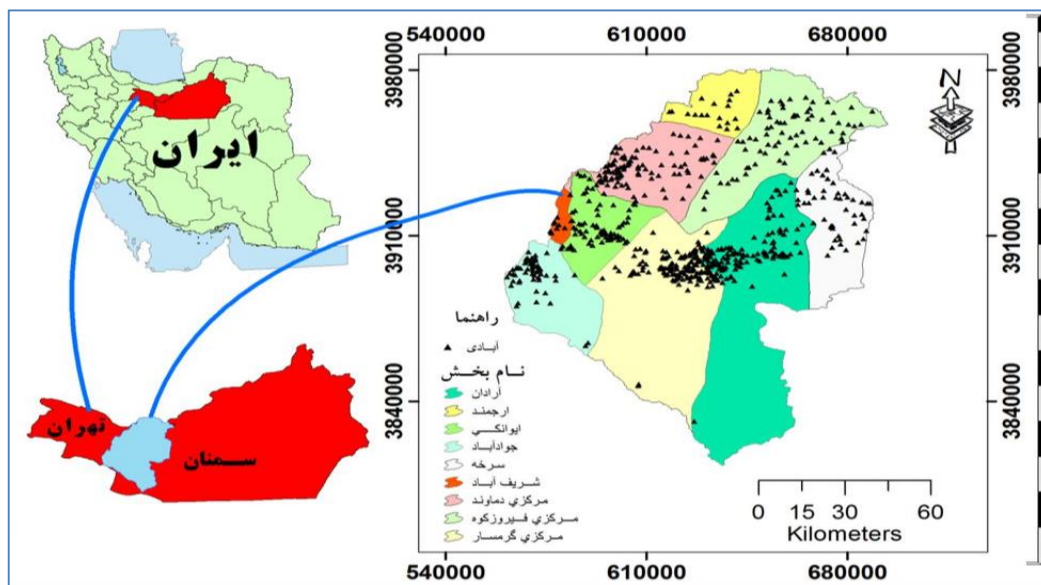 ایران
تهران
سمنان
540000 610000 680000
3980000
3910000
3840000
N
راهنما
آبادی
نام بخش
آرادان
ارجمند
ایوانکی
جوادآباد
سرخه
شریف آباد
مرکزی دماوند
مرکزی فیروزکوه
مرکزی گرمسار
0 15 30 60
Kilometers
540000 610000 680000
3980000
3910000
3840000